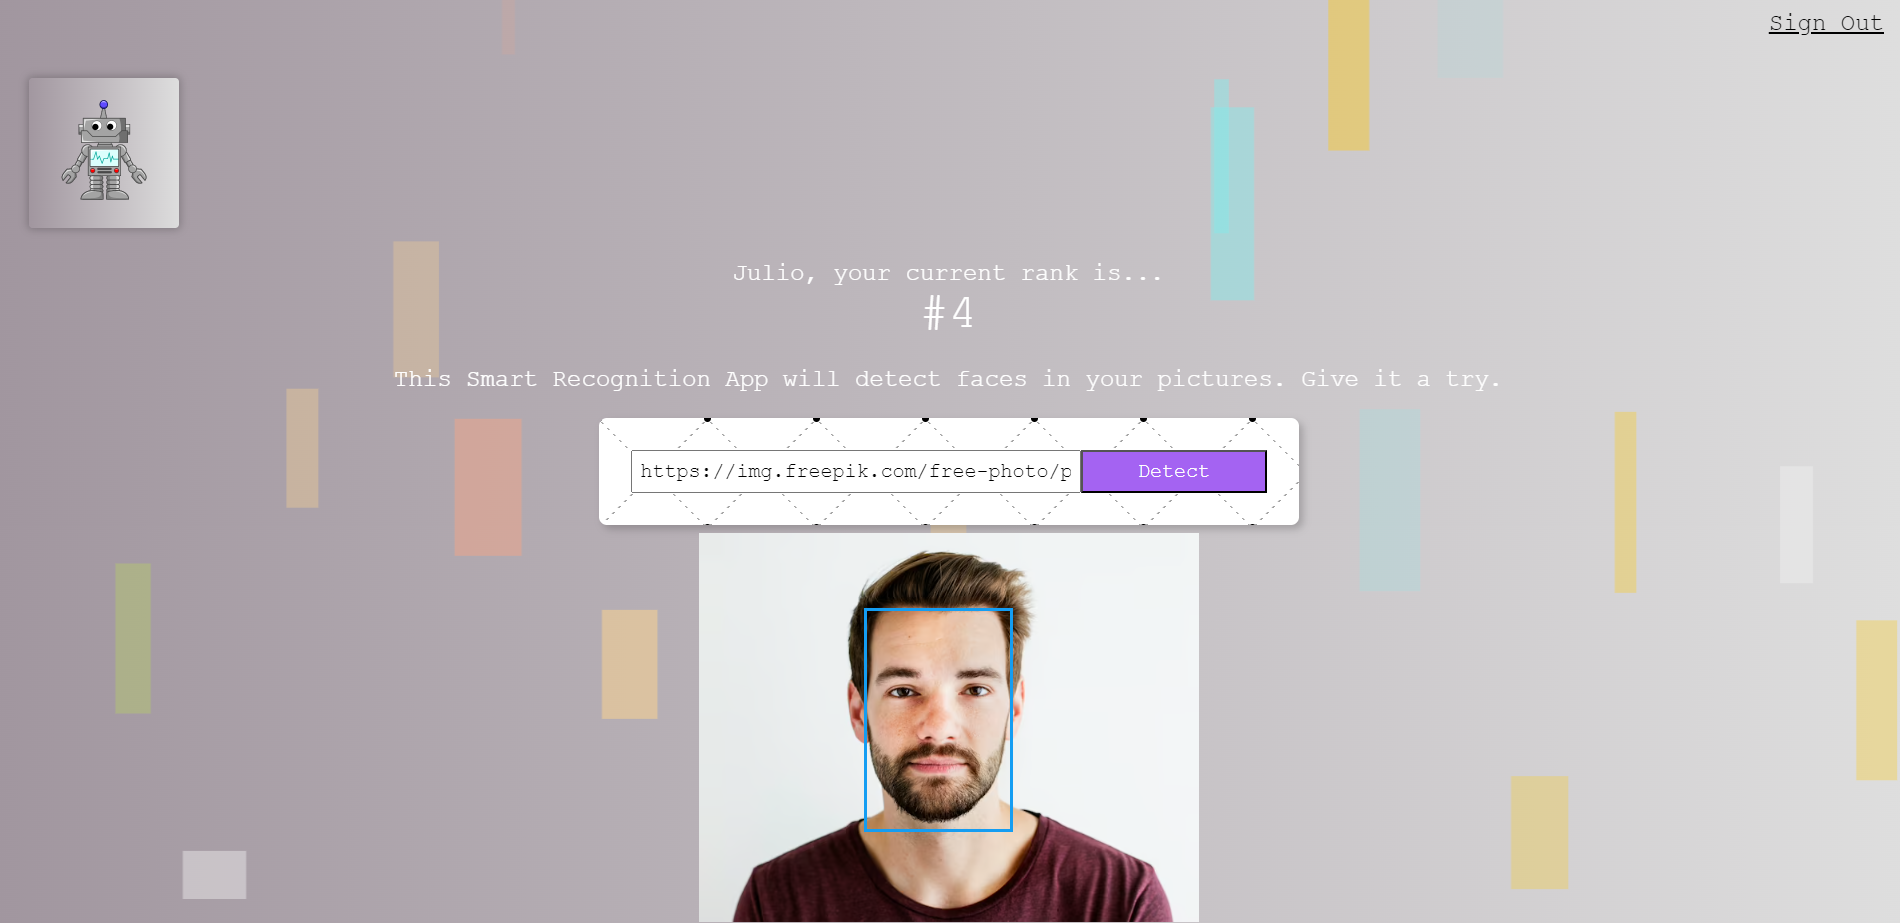 Sign Out
Julio, your current rank is...
#4
This Smart Recognition App will detect faces in your pictures. Give it a try.
https://img.freepik.com/free-photo/p
Detect